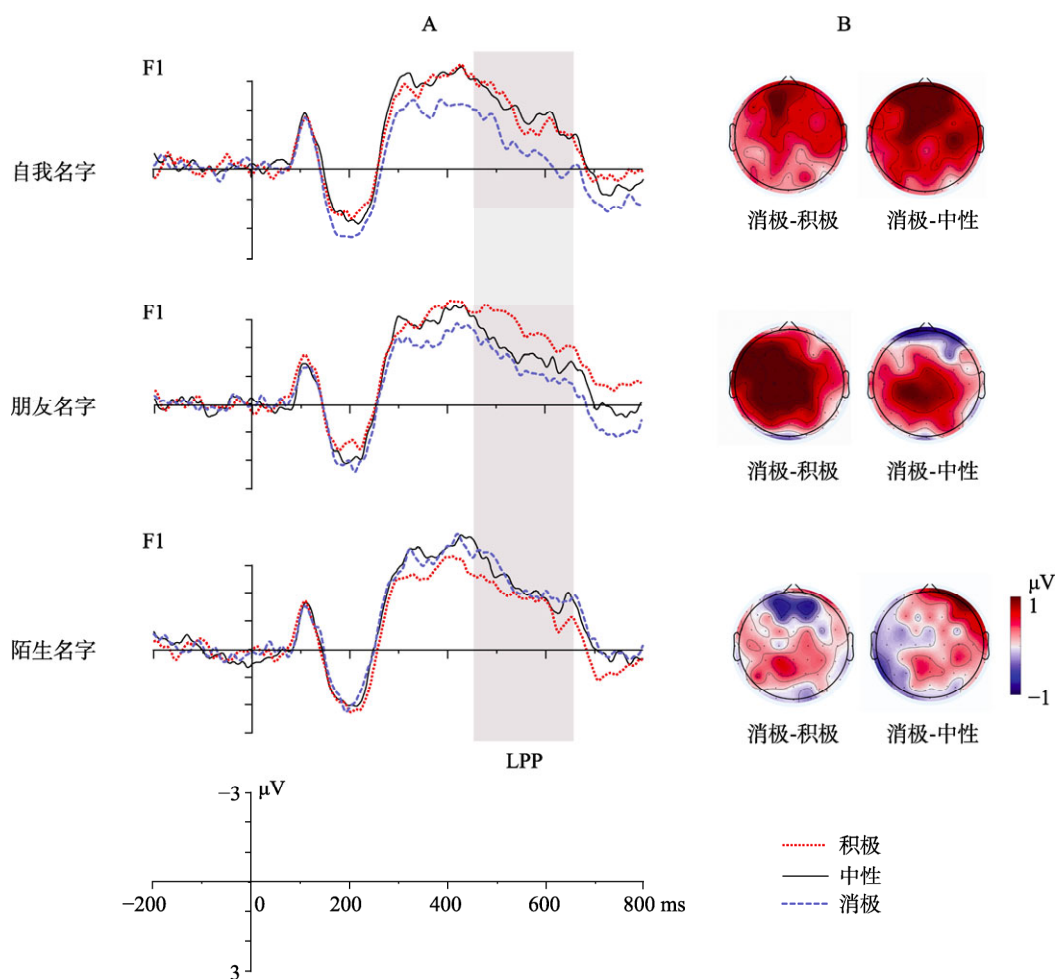 A
B
F1
自我名字
消极-积极
消极-中性
F1
朋友名字
消极-积极
消极-中性
F1
陌生名字
μV
1
−1
消极-积极
消极-中性
LPP
−3
μV
积极
中性
消极
−200
0
200
400
600
800 ms
3